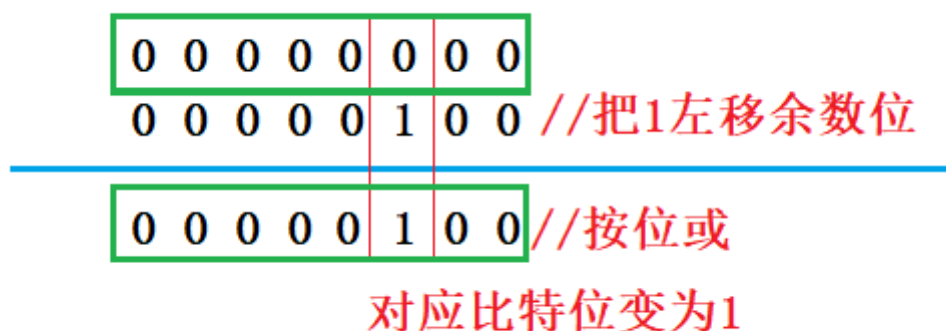 0 0 0 0 0 0 0 0
0 0 0 0 0 1 0 0 //把1左移余数位
0 0 0 0 0 1 0 0 //按位或
对应比特位变为1